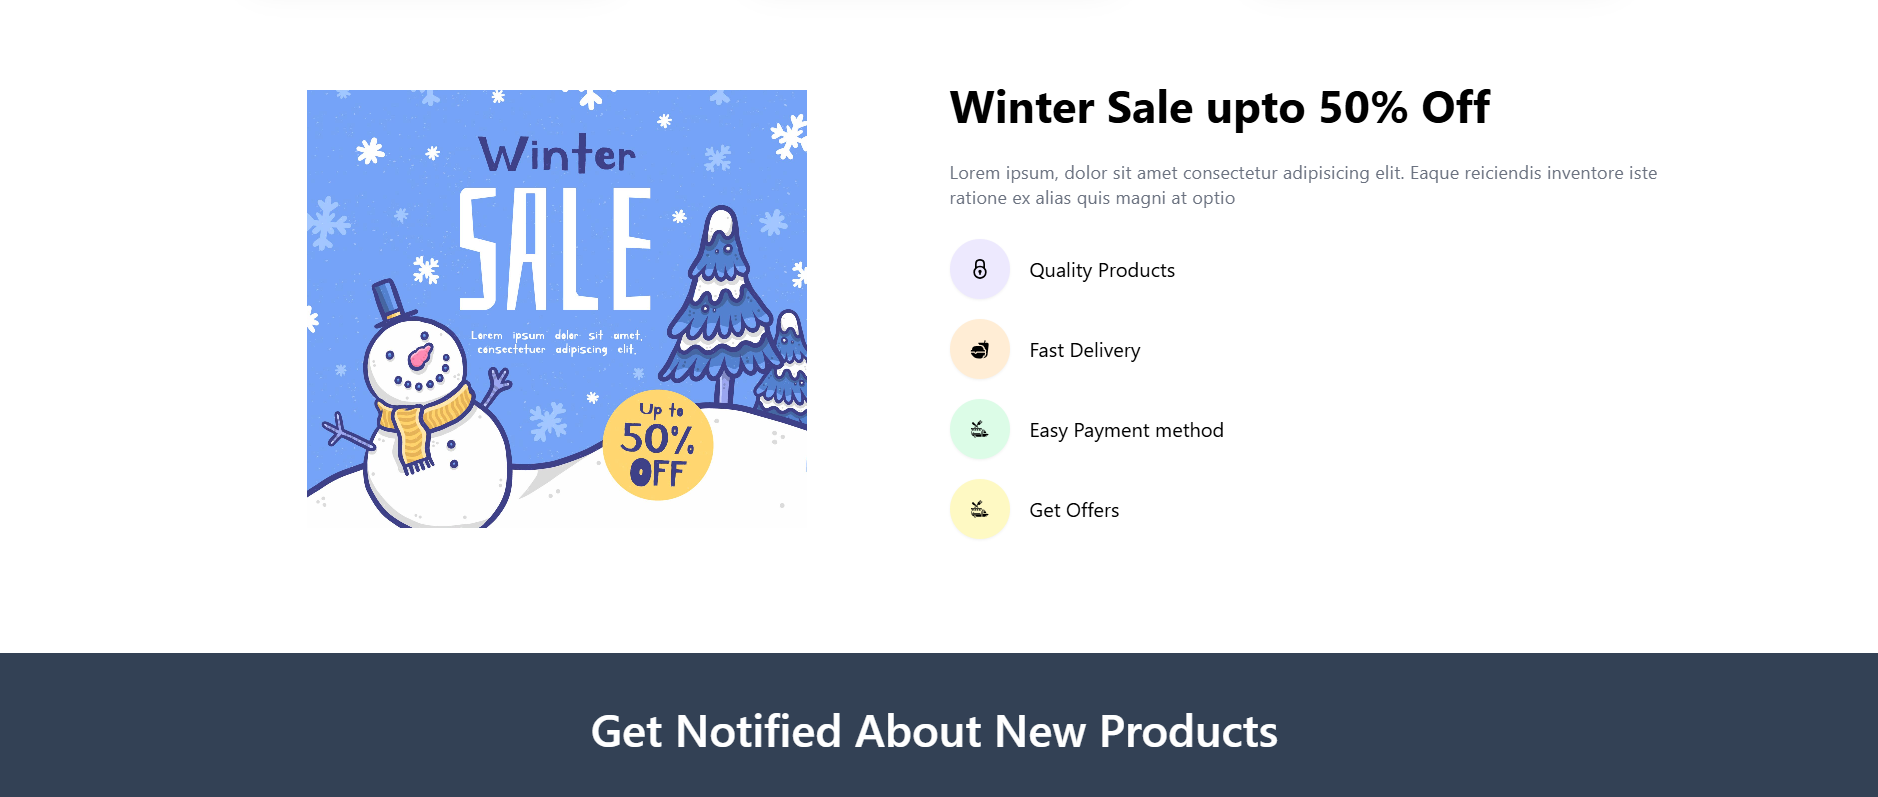 Winter
SALE
Lorem ipsum dolor sit amet,
consectetuer adipiscing elit.
Up to
50%
OFF
Winter Sale upto 50% Off
Lorem ipsum, dolor sit amet consectetur adipisicing elit. Eaque reiciendis inventore iste
ratione ex alias quis magni at optio
Quality Products
Fast Delivery
Easy Payment method
Get Offers
Get Notified About New Products